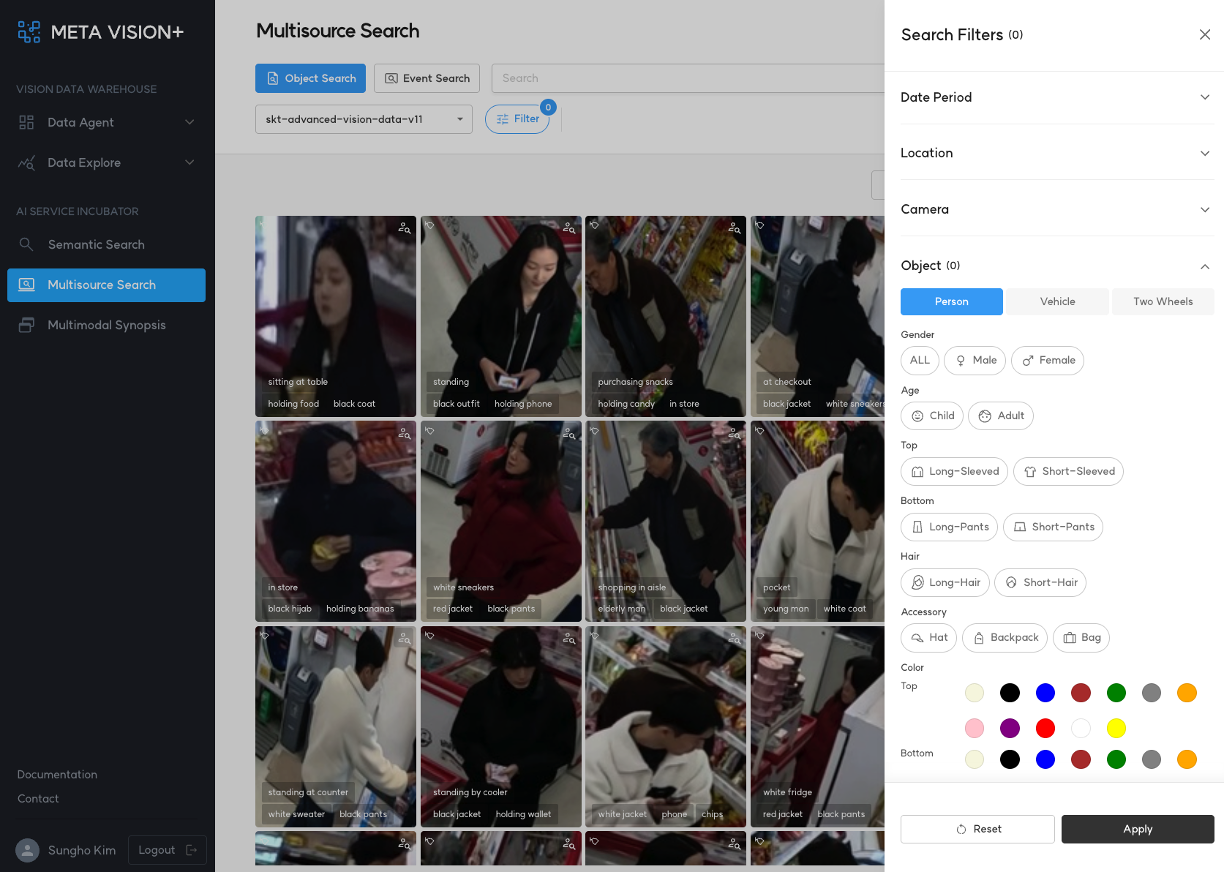 META VISION+
VISION DATA WAREHOUSE
Data Agent
Data Explore
AI SERVICE INCUBATOR
Semantic Search
Multisource Search
Multimodal Synopsis
Documentation
Contact
Sungho Kim
Logout
Multisource Search
Object Search
Event Search
Search
skt-advanced-vision-data-v11
Filter
0
sitting at table
holding food black coat
standing
black outfit holding phone
purchasing snacks
holding candy in store
at checkout
black jacket white sneakers
in store
black hijab holding bananas
white sneakers
red jacket black pants
shopping in aisle
elderly man black jacket
pocket
young man white coat
standing at counter
white sweater black pants
standing by cooler
black jacket holding wallet
white jacket phone chips
white fridge
red jacket black pants
Search Filters (0)
Date Period
Location
Camera
Object (0)
Person Vehicle Two Wheels
Gender
ALL Male Female
Age
Child Adult
Top
Long-Sleeved Short-Sleeved
Bottom
Long-Pants Short-Pants
Hair
Long-Hair Short-Hair
Accessory
Hat Backpack Bag
Color
Top
Bottom
Reset Apply